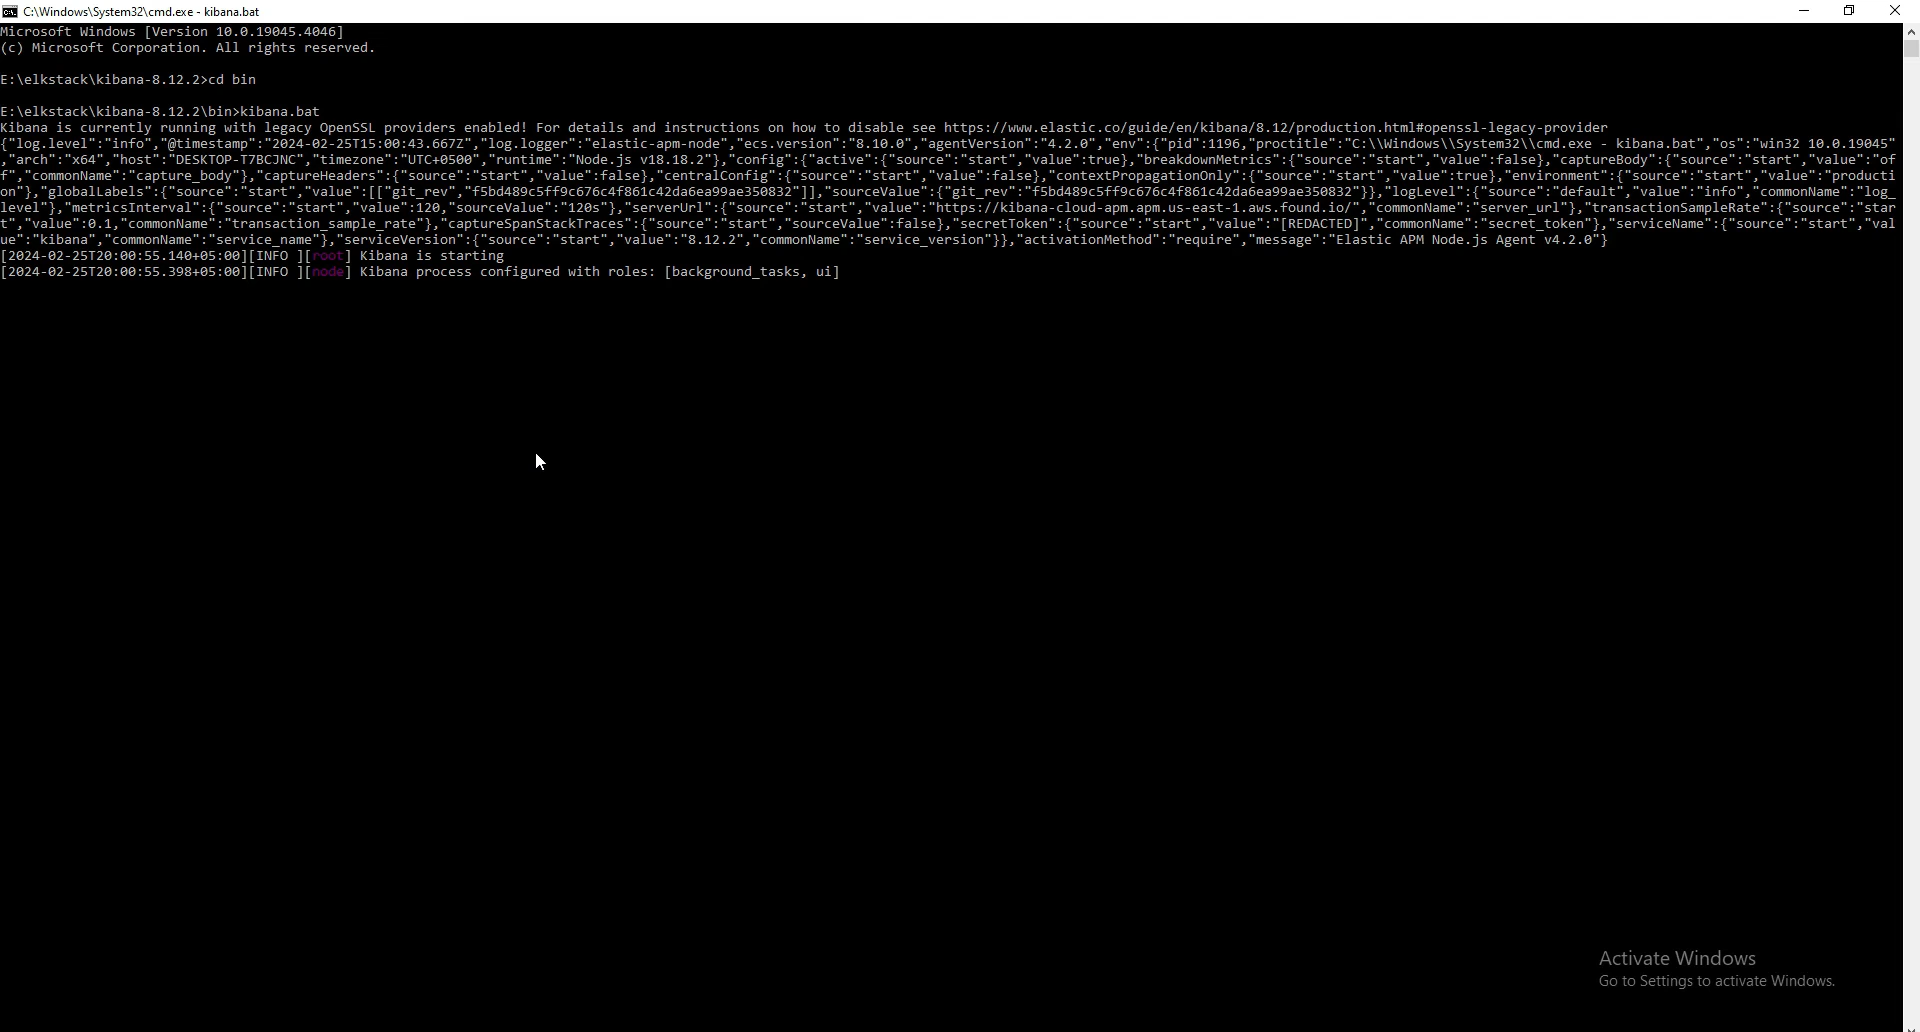 C:\Windows\System32\cmd.exe - kibana.bat
Microsoft Windows [Version 10.0.19045.4046]
(c) Microsoft Corporation. All rights reserved.
E:\elkstack\kibana-8.12.2>cd bin
E:\elkstack\kibana-8.12.2\bin>kibana.bat
Kibana is currently running with legacy OpenSSL providers enabled! For details and instructions on how to disable see https://www.elastic.co/guide/en/kibana/8.12/production.html#openssl-legacy-provider
{"log.level":"info","@timestamp":"2024-02-25T15:00:43.667Z","log.logger":"elastic-apm-node","ecs.version":"8.10.0","agentVersion":"4.2.0","env":{"pid":1196,"proctitle":"C:\\Windows\\System32\\cmd.exe - kibana.bat","os":"win32 10.0.19045"
,"arch":"x64","host":"DESKTOP-T7BCJNC","timezone":"UTC+0500","runtime":"Node.js v18.18.2"},"config":{"active":{"source":"start","value":true},"breakdownMetrics":{"source":"start","value":false},"captureBody":{"source":"start","value":"of
f","commonName":"capture_body"},"captureHeaders":{"source":"start","value":false},"centralConfig":{"source":"start","value":false},"contextPropagationOnly":{"source":"start","value":true},"environment":{"source":"start","value":"producti
on"},"globalLabels":{"source":"start","value":[["git_rev","f5bd489c5ff9c676c4f861c42da6ea99ae350832"]],"sourceValue":{"git_rev":"f5bd489c5ff9c676c4f861c42da6ea99ae350832"}},"logLevel":{"source":"default","value":"info","commonName":"log_
level"},"metricsInterval":{"source":"start","value":120,"sourceValue":"120s"},"serverUrl":{"source":"start","value":"https://kibana-cloud-apm.apm.us-east-1.aws.found.io/","commonName":"server_url"},"transactionSampleRate":{"source":"star
t","value":0.1,"commonName":"transaction_sample_rate"},"captureSpanStackTraces":{"source":"start","sourceValue":false},"secretToken":{"source":"start","value":"[REDACTED]","commonName":"secret_token"},"serviceName":{"source":"start","val
ue":"kibana","commonName":"service_name"},"serviceVersion":{"source":"start","value":"8.12.2","commonName":"service_version"}},"activationMethod":"require","message":"Elastic APM Node.js Agent v4.2.0"}
[2024-02-25T20:00:55.140+05:00][INFO ][root] Kibana is starting
[2024-02-25T20:00:55.398+05:00][INFO ][node] Kibana process configured with roles: [background_tasks, ui]
Activate Windows
Go to Settings to activate Windows.